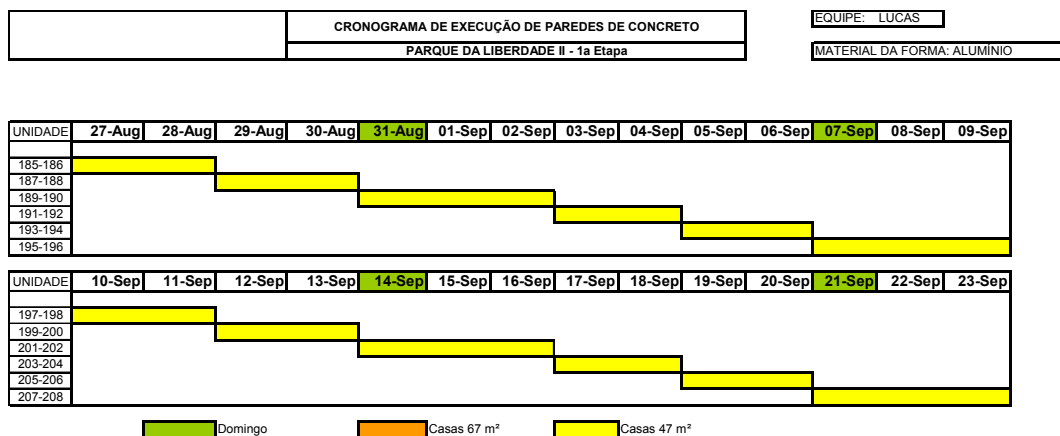 CRONOGRAMA DE EXECUÇÃO DE PAREDES DE CONCRETO
PARQUE DA LIBERDADE II - 1a Etapa
EQUIPE: LUCAS
MATERIAL DA FORMA: ALUMÍNIO
UNIDADE 27-Aug 28-Aug 29-Aug 30-Aug 31-Aug 01-Sep 02-Sep 03-Sep 04-Sep 05-Sep 06-Sep 07-Sep 08-Sep 09-Sep
185-186
187-188
189-190
191-192
193-194
195-196
UNIDADE 10-Sep 11-Sep 12-Sep 13-Sep 14-Sep 15-Sep 16-Sep 17-Sep 18-Sep 19-Sep 20-Sep 21-Sep 22-Sep 23-Sep
197-198
199-200
201-202
203-204
205-206
207-208
Domingo Casas 67 m² Casas 47 m²